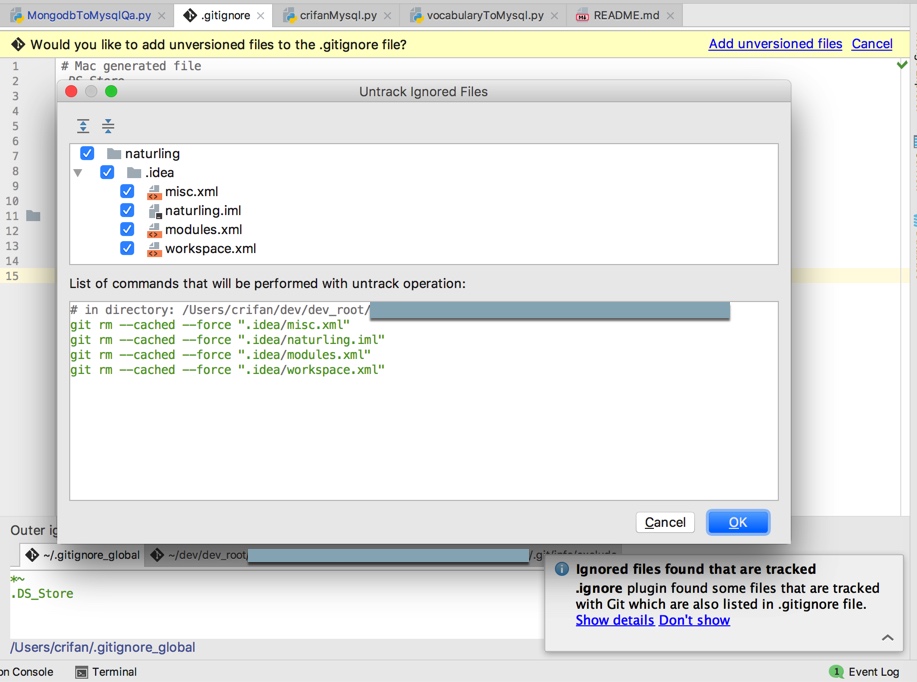 MongodbToMysqlQa.py
.gitignore
crifanMysql.py
vocabularyToMysql.py
README.md
Would you like to add unversioned files to the .gitignore file?
Add unversioned files Cancel
1
2
3
4
5
6
7
8
9
10
11
12
13
14
15
# Mac generated file
.DS_Store
Untrack Ignored Files
naturling
.idea
misc.xml
naturling.iml
modules.xml
workspace.xml
List of commands that will be performed with untrack operation:
# in directory: /Users/crifan/dev/dev_root/
git rm --cached --force ".idea/misc.xml"
git rm --cached --force ".idea/naturling.iml"
git rm --cached --force ".idea/modules.xml"
git rm --cached --force ".idea/workspace.xml"
Cancel OK
Outer
~/.gitignore_global
~/dev/dev_root/ /.git/info/exclude
*~
.DS_Store
/Users/crifan/.gitignore_global
Ignored files found that are tracked
.ignore plugin found some files that are tracked
with Git which are also listed in .gitignore file.
Show details Don't show
on Console
Terminal
1 Event Log